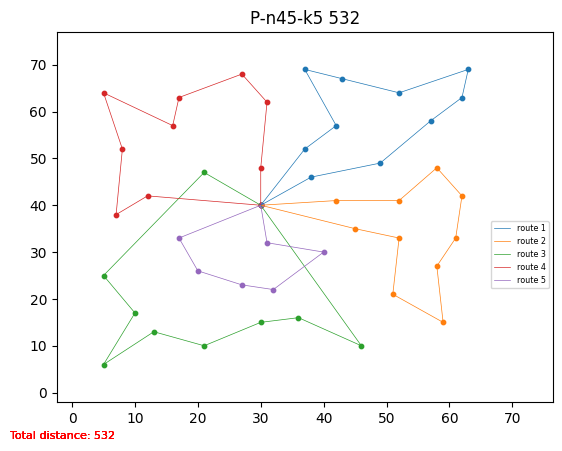 P-n45-k5 532
70
60
50
40
30
20
10
0
route 1
route 2
route 3
route 4
route 5
0 10 20 30 40 50 60 70
Total distance: 532